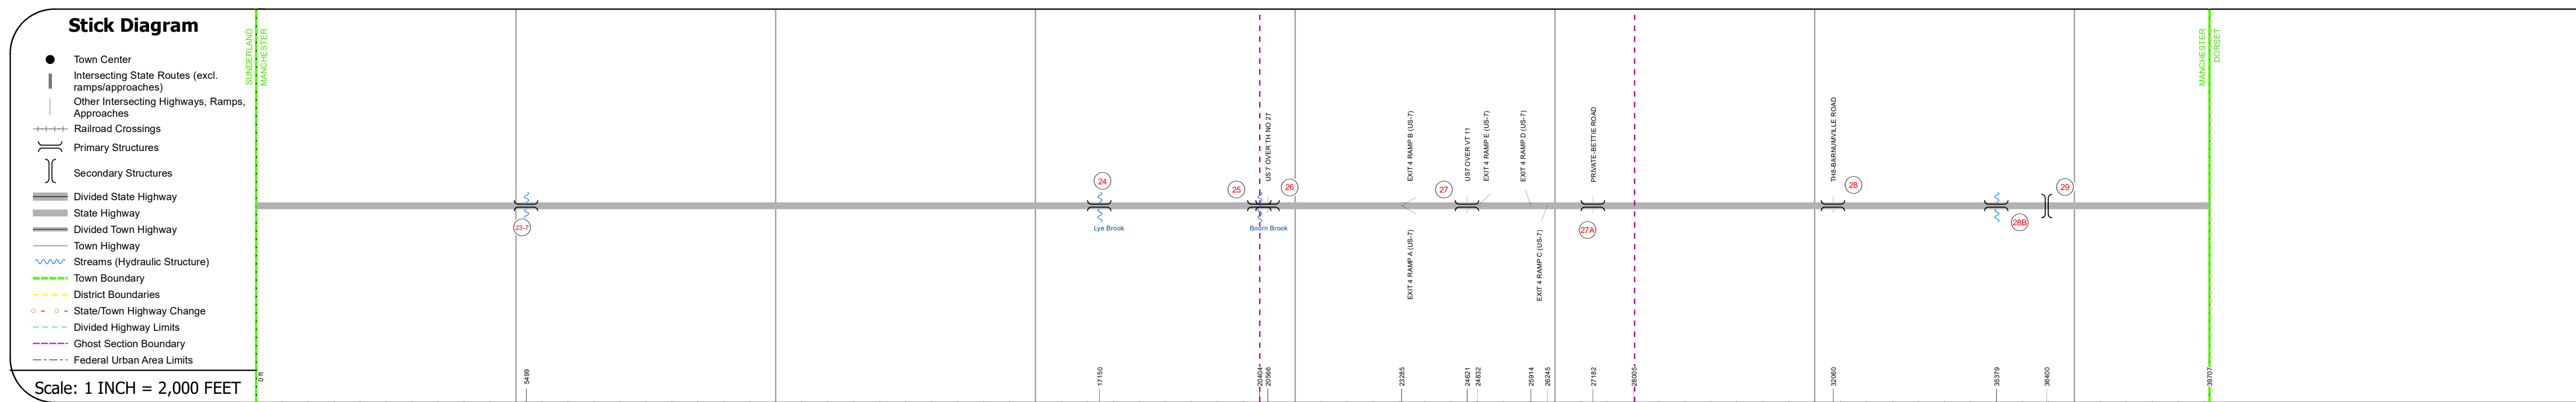 Stick Diagram
Town Center
Intersecting State Routes (excl.
ramps/approaches)
Other Intersecting Highways, Ramps,
Approaches
Railroad Crossings
Primary Structures
Secondary Structures
Divided State Highway
State Highway
Divided Town Highway
Town Highway
Streams (Hydraulic Structure)
Town Boundary
District Boundaries
State/Town Highway Change
Divided Highway Limits
Ghost Section Boundary
Federal Urban Area Limits
Scale: 1 INCH = 2,000 FEET
SUNDERLAND
MANCHESTER
23-7
24
Lye Brook
25
US 7 OVER TH NO 27
26
Bourn Brook
EXIT 4 RAMP B (US-7)
EXIT 4 RAMP A (US-7)
27
US7 OVER VT 11
EXIT 4 RAMP E (US-7)
EXIT 4 RAMP D (US-7)
EXIT 4 RAMP C (US-7)
PRIVATE-BETTIE ROAD
27A
TH8-BARNUMVILLE ROAD
28
28B
29
MANCHESTER
DORSET
0 ft
5499
17150
20404
20566
23285
24621
24832
25914
26245
27182
28005
32060
35379
36400
39707